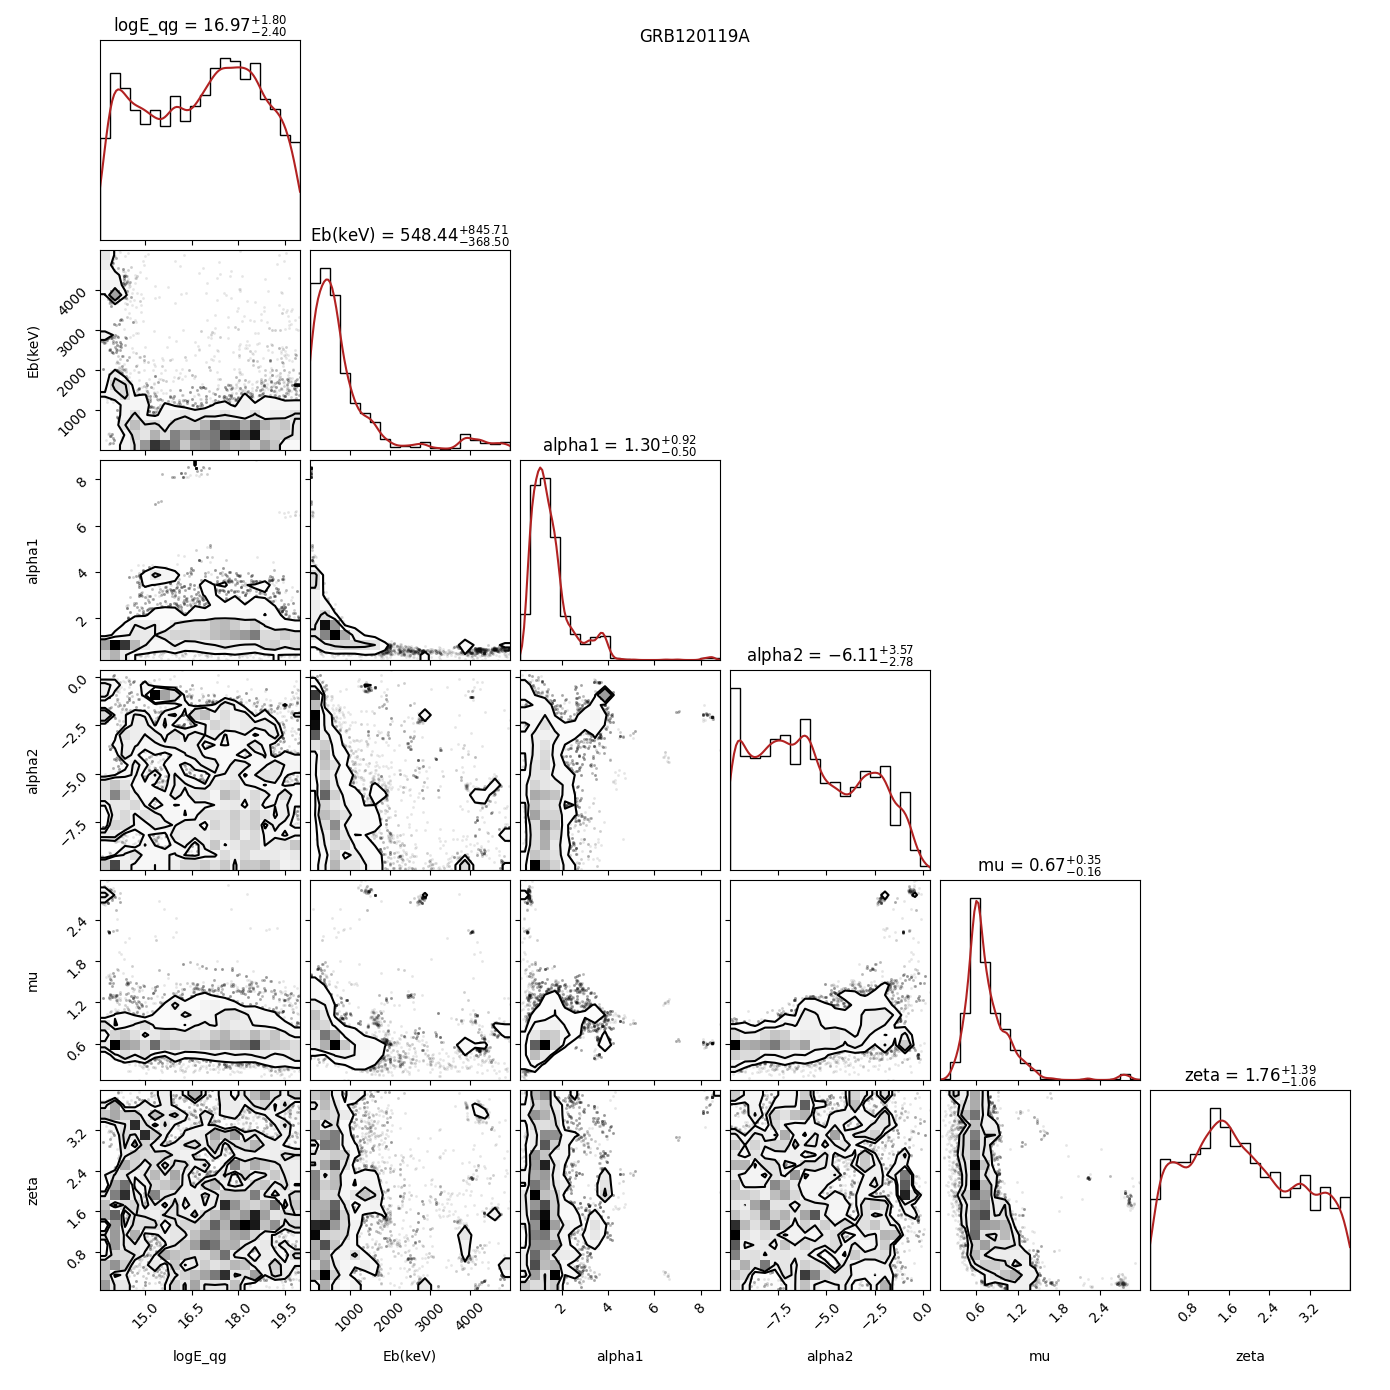 GRB120119A
logE_qg = 16.97 +1.80 −2.40
Eb(keV) = 548.44 +845.71 −368.50
Eb(keV)
4000
3000
2000
1000
alpha1 = 1.30 +0.92 −0.50
alpha1
8
6
4
2
alpha2 = −6.11 +3.57 −2.78
alpha2
0.0
−2.5
−5.0
−7.5
mu = 0.67 +0.35 −0.16
mu
2.4
1.8
1.2
0.6
zeta = 1.76 +1.39 −1.06
zeta
3.2
2.4
1.6
0.8
15.0 16.5 18.0 19.5
1000 2000 3000 4000
2 4 6 8
−7.5 −5.0 −2.5 0.0
0.6 1.2 1.8 2.4
0.8 1.6 2.4 3.2
logE_qg Eb(keV) alpha1 alpha2 mu zeta